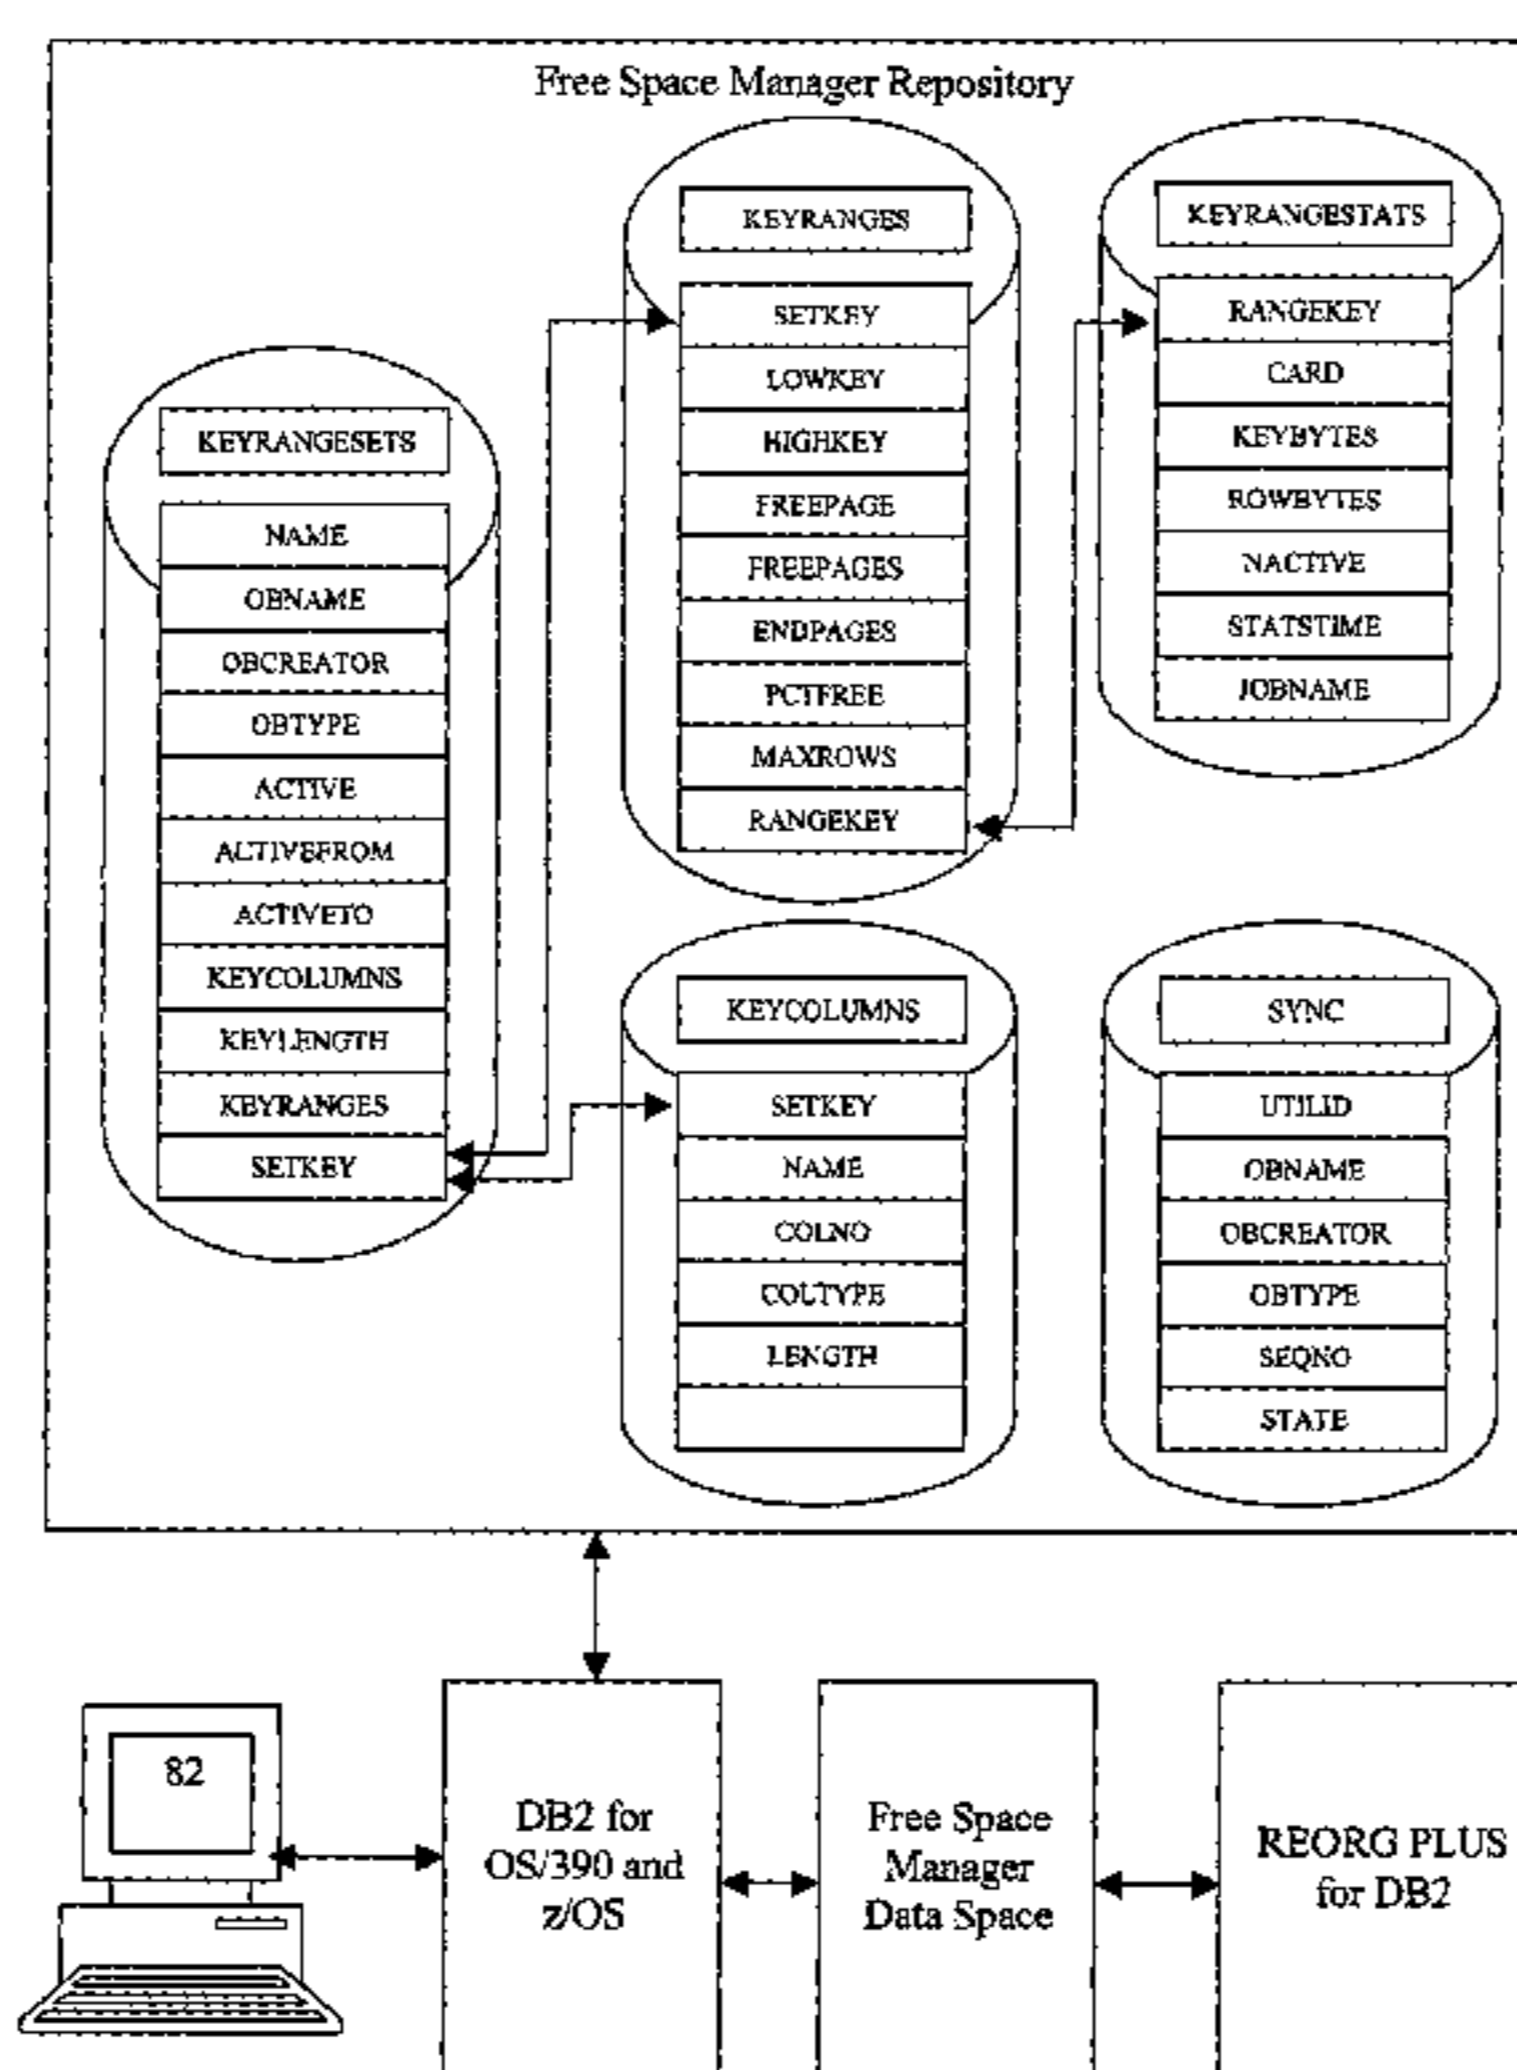 Free Space Manager Repository
KEYRANGESETS
NAME
OBNAME
OBCREATOR
OBTYPE
ACTIVE
ALTIVEFROM
ACTIVETO
KEYCOLUMNS
KEYLENGTH
KEYRANGES
SETKEY
KEYRANGES
SETKEY
LOWKEY
HIGHKEY
FREEPAGE
FREEPAGES
ENDPAGES
PCTFREE
MAXROWS
RANGEKEY
KEYRANGESTATS
RANGEKEY
CARD
KEYBYTES
ROWBYTES
NACTIVE
STATSTIME
JOBNAME
KEYCOLUMNS
SETKEY
NAME
COLNO
COLTYPE
LENGTH
SYNC
UTILID
OBNAME
OBCREATOR
OBTYPE
SEQNO
STATE
82
DB2 for
OS/390 and
z/OS
Free Space
Manager
Data Space
REORG PLUS
for DB2